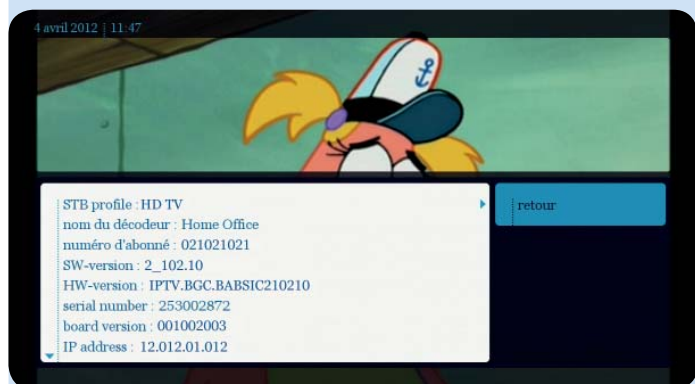 4 avril 2012 11:47
STB profile : HD TV
retour
nom du décodeur : Home Office
numéro d'abonné : 021021021
SW-version : 2_102.10
HW-version : IPTV.BGC.BABSIC210210
serial number : 253002872
board version : 001002003
IP address : 12.012.01.012